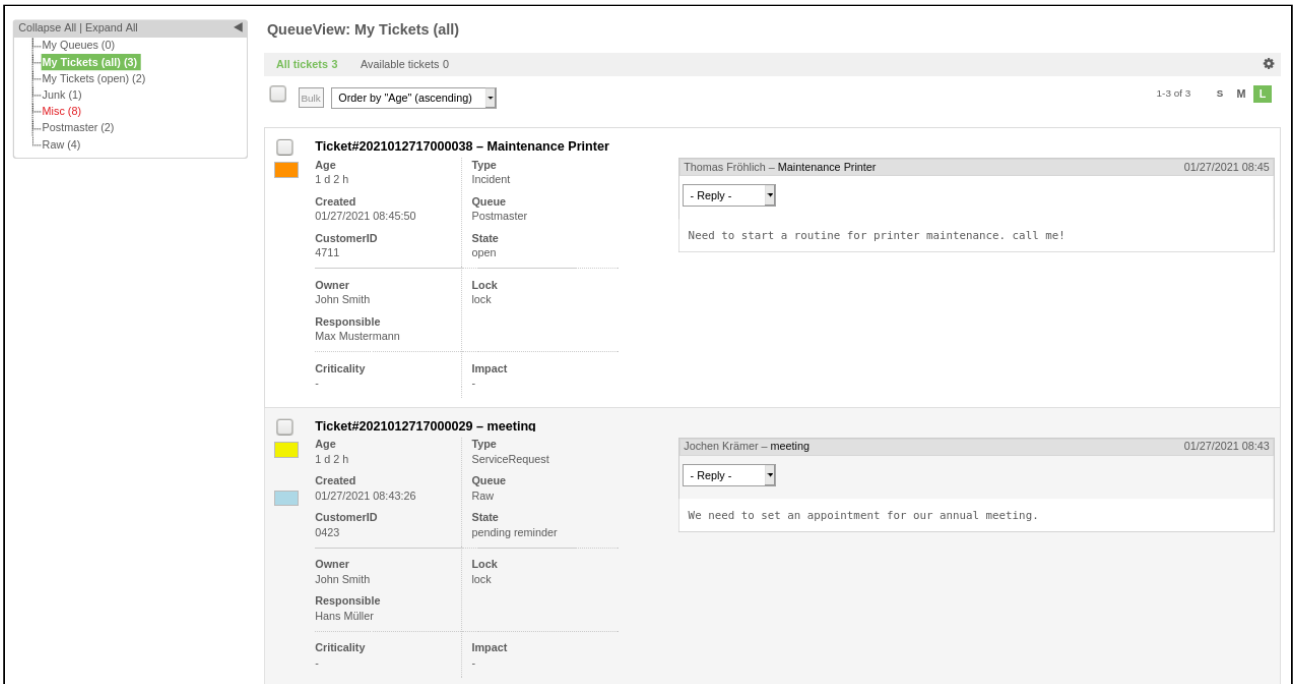 Collapse All | Expand All
My Queues (0)
My Tickets (all) (3)
My Tickets (open) (2)
Junk (1)
Misc (8)
Postmaster (2)
Raw (4)
QueueView: My Tickets (all)
All tickets 3 Available tickets 0
Bulk Order by "Age" (ascending) 1-3 of 3 S M L
Ticket#2021012717000038 – Maintenance Printer
Age Type
1 d 2 h Incident
Created Queue
01/27/2021 08:45:50 Postmaster
CustomerID State
4711 open
Owner Lock
John Smith lock
Responsible
Max Mustermann
Criticality Impact
- -
Thomas Fröhlich – Maintenance Printer 01/27/2021 08:45
- Reply -
Need to start a routine for printer maintenance. call me!
Ticket#2021012717000029 – meeting
Age Type
1 d 2 h ServiceRequest
Created Queue
01/27/2021 08:43:26 Raw
CustomerID State
0423 pending reminder
Owner Lock
John Smith lock
Responsible
Hans Müller
Criticality Impact
- -
Jochen Krämer – meeting 01/27/2021 08:43
- Reply -
We need to set an appointment for our annual meeting.